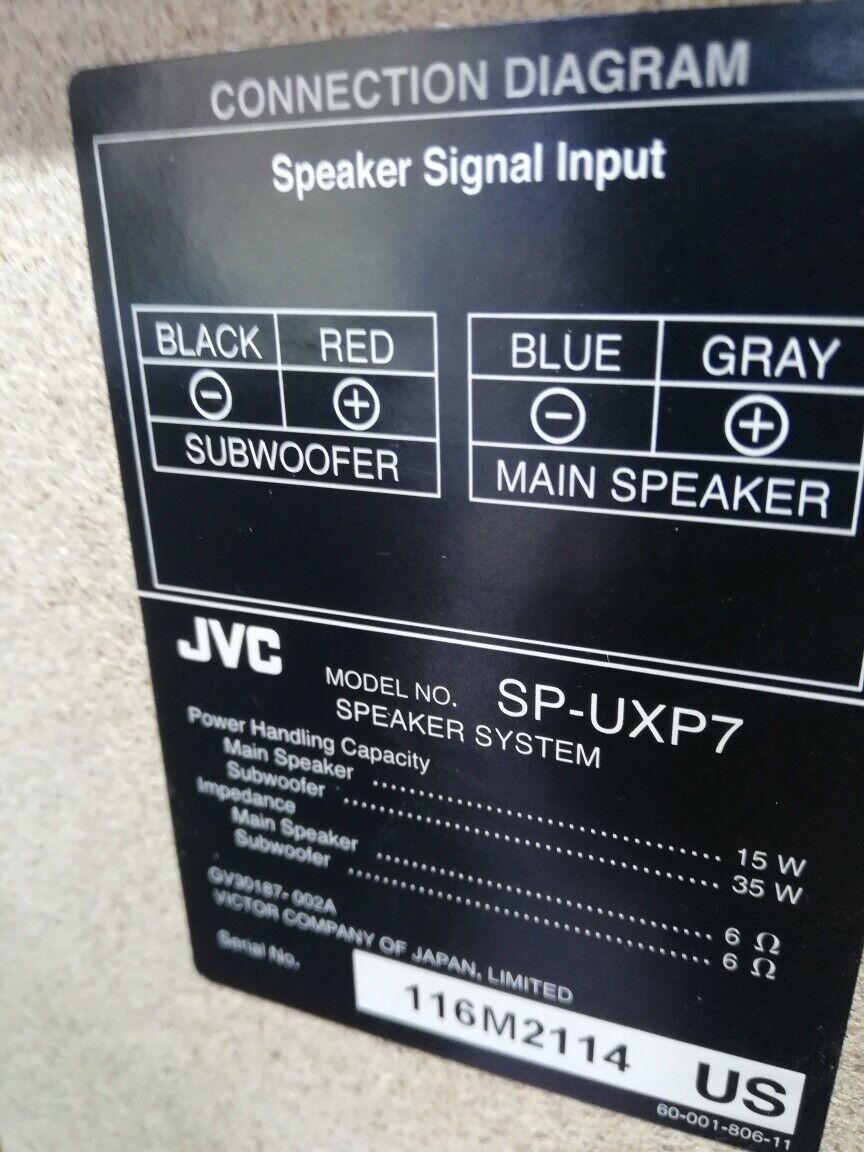 CONNECTION DIAGRAM
Speaker Signal Input
BLACK RED
⊖ ⊕
SUBWOOFER
BLUE GRAY
⊖ ⊕
MAIN SPEAKER
JVC
MODEL NO. SP-UXP7
SPEAKER SYSTEM
Power Handling Capacity
Main Speaker .................................... 15 W
Subwoofer ....................................... 35 W
Impedance
Main Speaker .................................... 6 Ω
Subwoofer ....................................... 6 Ω
GV30187-002A
VICTOR COMPANY OF JAPAN, LIMITED
Serial No. 116M2114 US
60-001-806-11